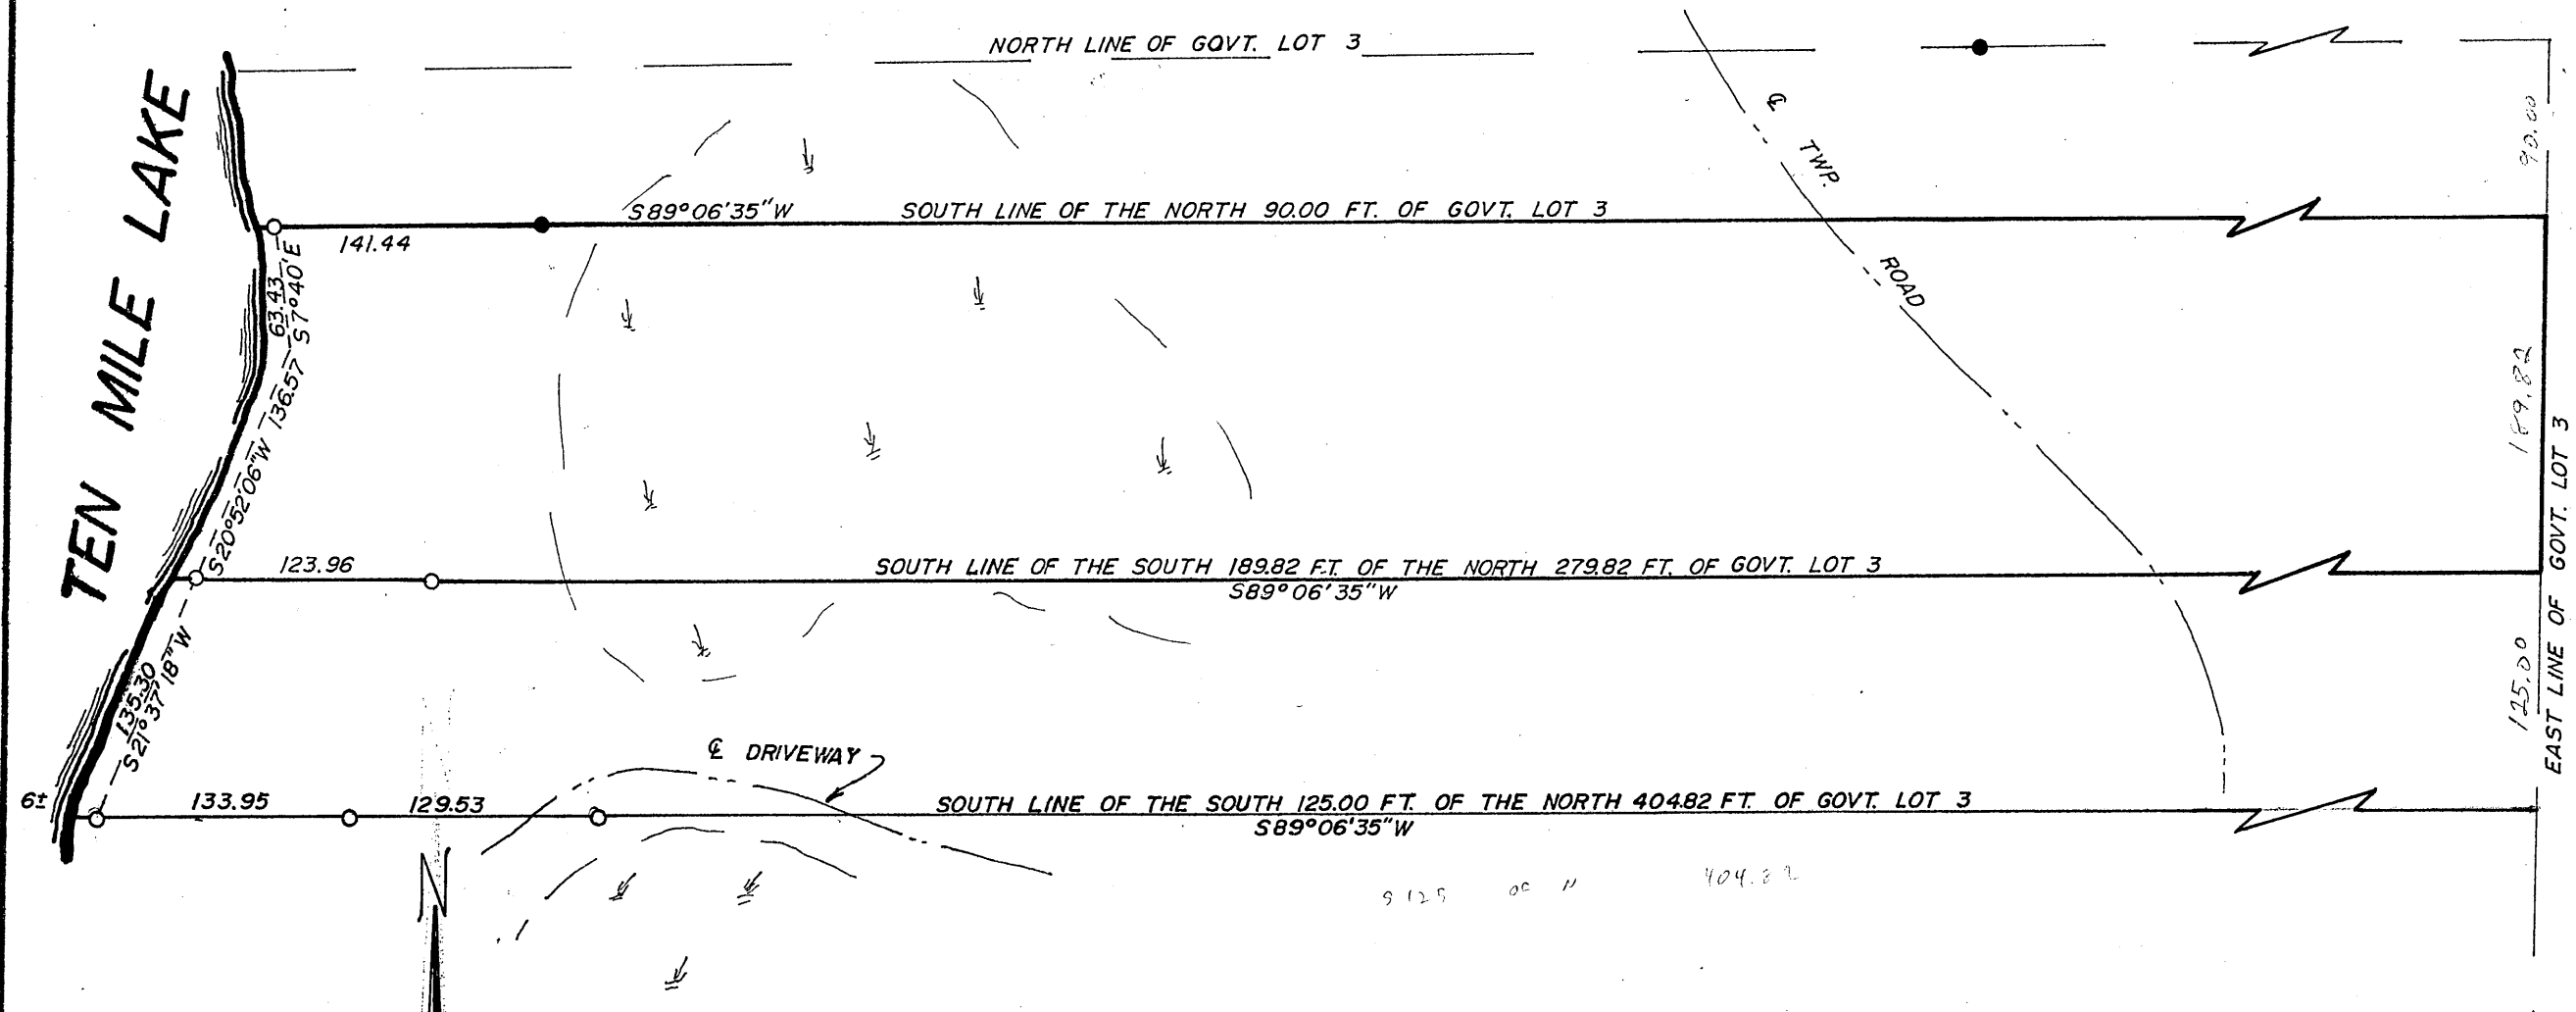 NORTH LINE OF GOVT. LOT 3
TEN MILE LAKE
℄ TWP. ROAD
90.00
S89°06'35"W
SOUTH LINE OF THE NORTH 90.00 FT. OF GOVT. LOT 3
141.44
63.43
S7°40'E
136.57
S20°52'06"W
189.82
EAST LINE OF GOVT. LOT 3
123.96
SOUTH LINE OF THE SOUTH 189.82 FT. OF THE NORTH 279.82 FT. OF GOVT. LOT 3
S89°06'35"W
135.30
S21°37'18"W
125.00
℄ DRIVEWAY
6±
133.95
129.53
SOUTH LINE OF THE SOUTH 125.00 FT. OF THE NORTH 404.82 FT. OF GOVT. LOT 3
S89°06'35"W
N
S 125 OF N 404.82